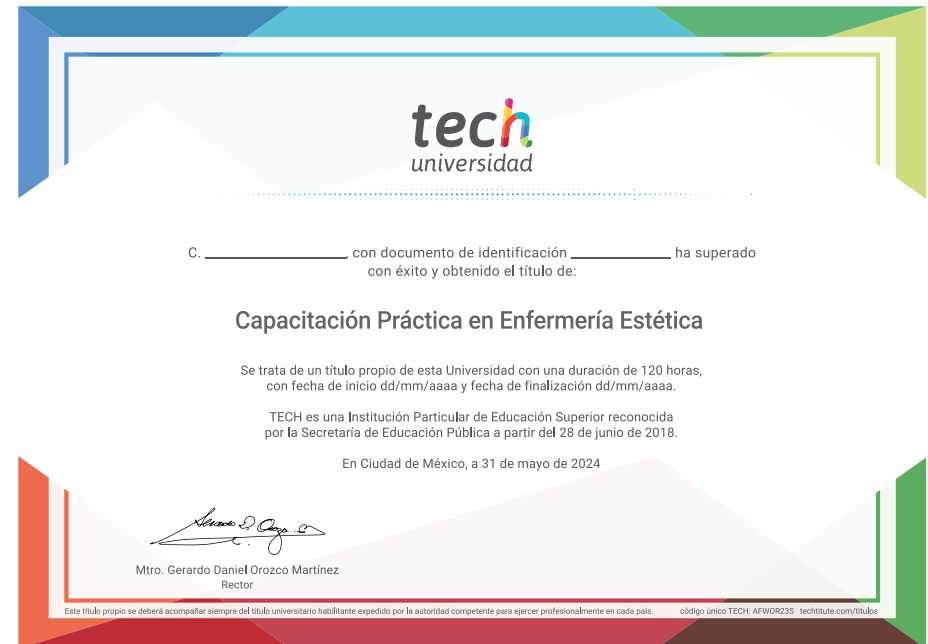 tech
universidad
C. ____________, con documento de identificación _________ ha superado
con éxito y obtenido el título de:
Capacitación Práctica en Enfermería Estética
Se trata de un título propio de esta Universidad con una duración de 120 horas,
con fecha de inicio dd/mm/aaaa y fecha de finalización dd/mm/aaaa.
TECH es una Institución Particular de Educación Superior reconocida
por la Secretaría de Educación Pública a partir del 28 de junio de 2018.
En Ciudad de México, a 31 de mayo de 2024
Mtro. Gerardo Daniel Orozco Martínez
Rector
Este título propio se deberá acompañar siempre del título universitario habilitante expedido por la autoridad competente para ejercer profesionalmente en cada país. código único TECH: AFWOR23S techtitute.com/títulos